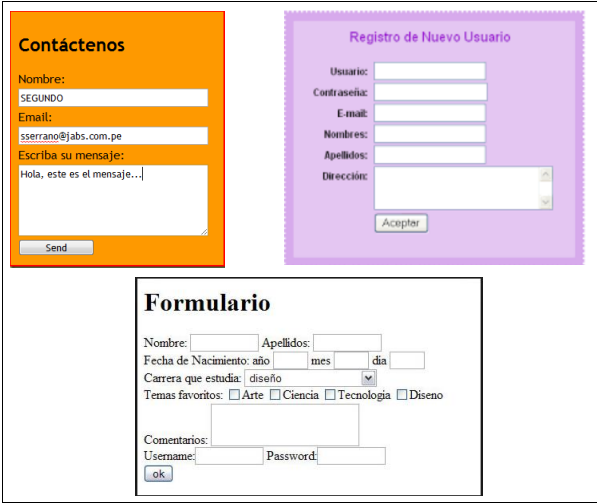 Contáctenos
Nombre:
SEGUNDO
Email:
sserrano@jabs.com.pe
Escriba su mensaje:
Hola, este es el mensaje...
Send
Registro de Nuevo Usuario
Usuario:
Contraseña:
E-mail:
Nombres:
Apellidos:
Dirección:
Aceptar
Formulario
Nombre: Apellidos:
Fecha de Nacimiento: año mes dia
Carrera que estudia: diseño
Temas favoritos: Arte Ciencia Tecnologia Diseno
Comentarios:
Username: Password:
ok